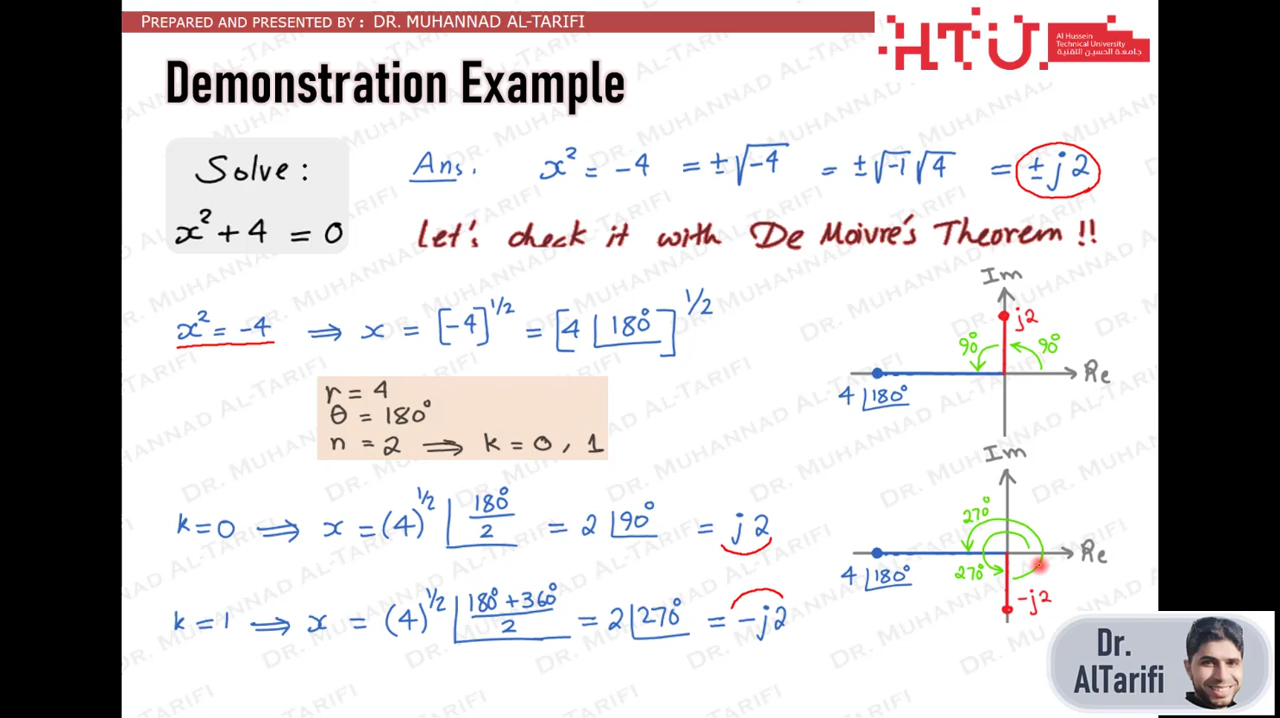 PREPARED AND PRESENTED BY : DR. MUHANNAD AL-TARIFI
HTU
Al Hussein
Technical University
جامعة الحسين التقنية
Demonstration Example
Solve :
x² + 4 = 0
Ans. x² = -4 = ±√-4 = ±√-1 √4 = ± j2
Let's check it with De Moivre's Theorem !!
x² = -4 ⟹ x = [-4]^1/2 = [4 ∠180°]^1/2
r = 4
θ = 180°
n = 2 ⟹ k = 0 , 1
k = 0 ⟹ x = (4)^1/2 ∠180°/2 = 2 ∠90° = j2
k = 1 ⟹ x = (4)^1/2 ∠(180° + 360°)/2 = 2 ∠270° = -j2
Im
j2
90°
90°
Re
4 ∠180°
Im
270°
Re
4 ∠180°
270°
-j2
Dr.
AlTarifi
DR. MUHANNAD AL-TARIFI